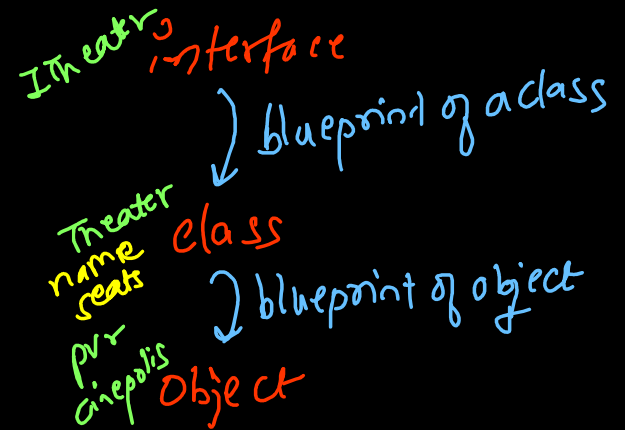 ITheater interface
blueprint of a class
Theater class
name
seats
blueprint of object
pvr
cinepolis object